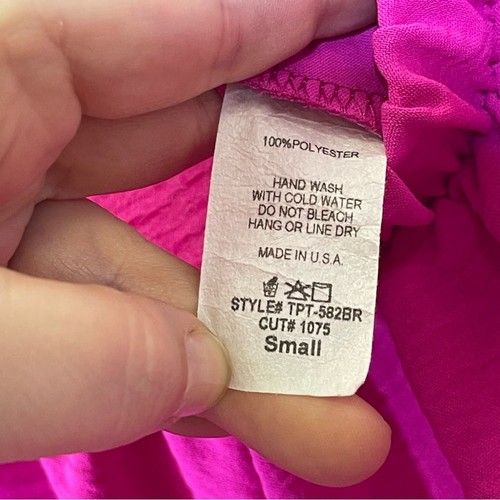 100%POLYESTER
HAND WASH
WITH COLD WATER
DO NOT BLEACH
HANG OR LINE DRY
MADE IN U.S.A.
STYLE# TPT-582BR
CUT# 1075
Small